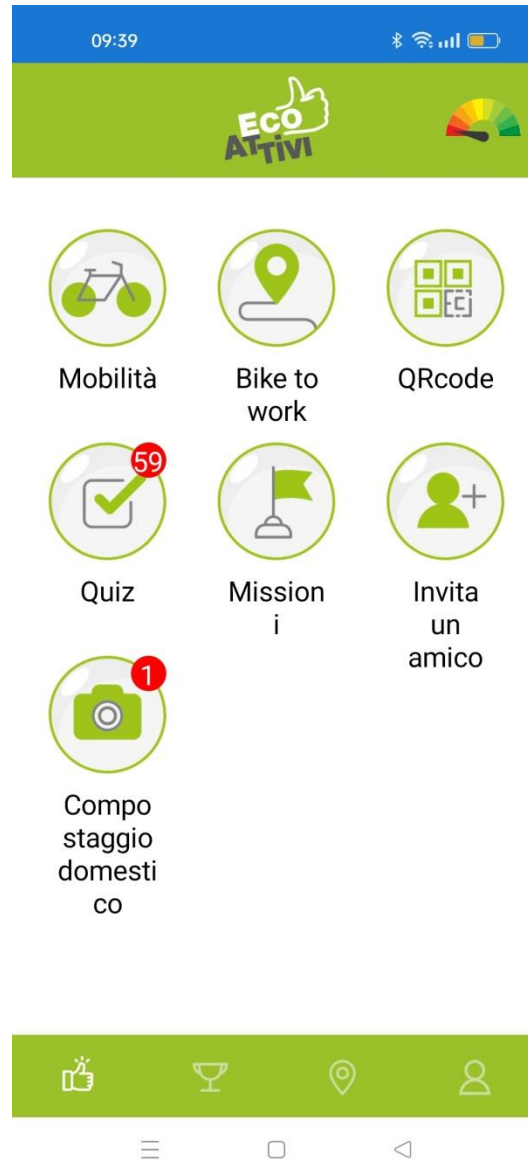 09:39
ECO
ATTIVI
Mobilità
Bike to
work
QRcode
59
Quiz
Mission
i
Invita
un
amico
1
Compo
staggio
domesti
co